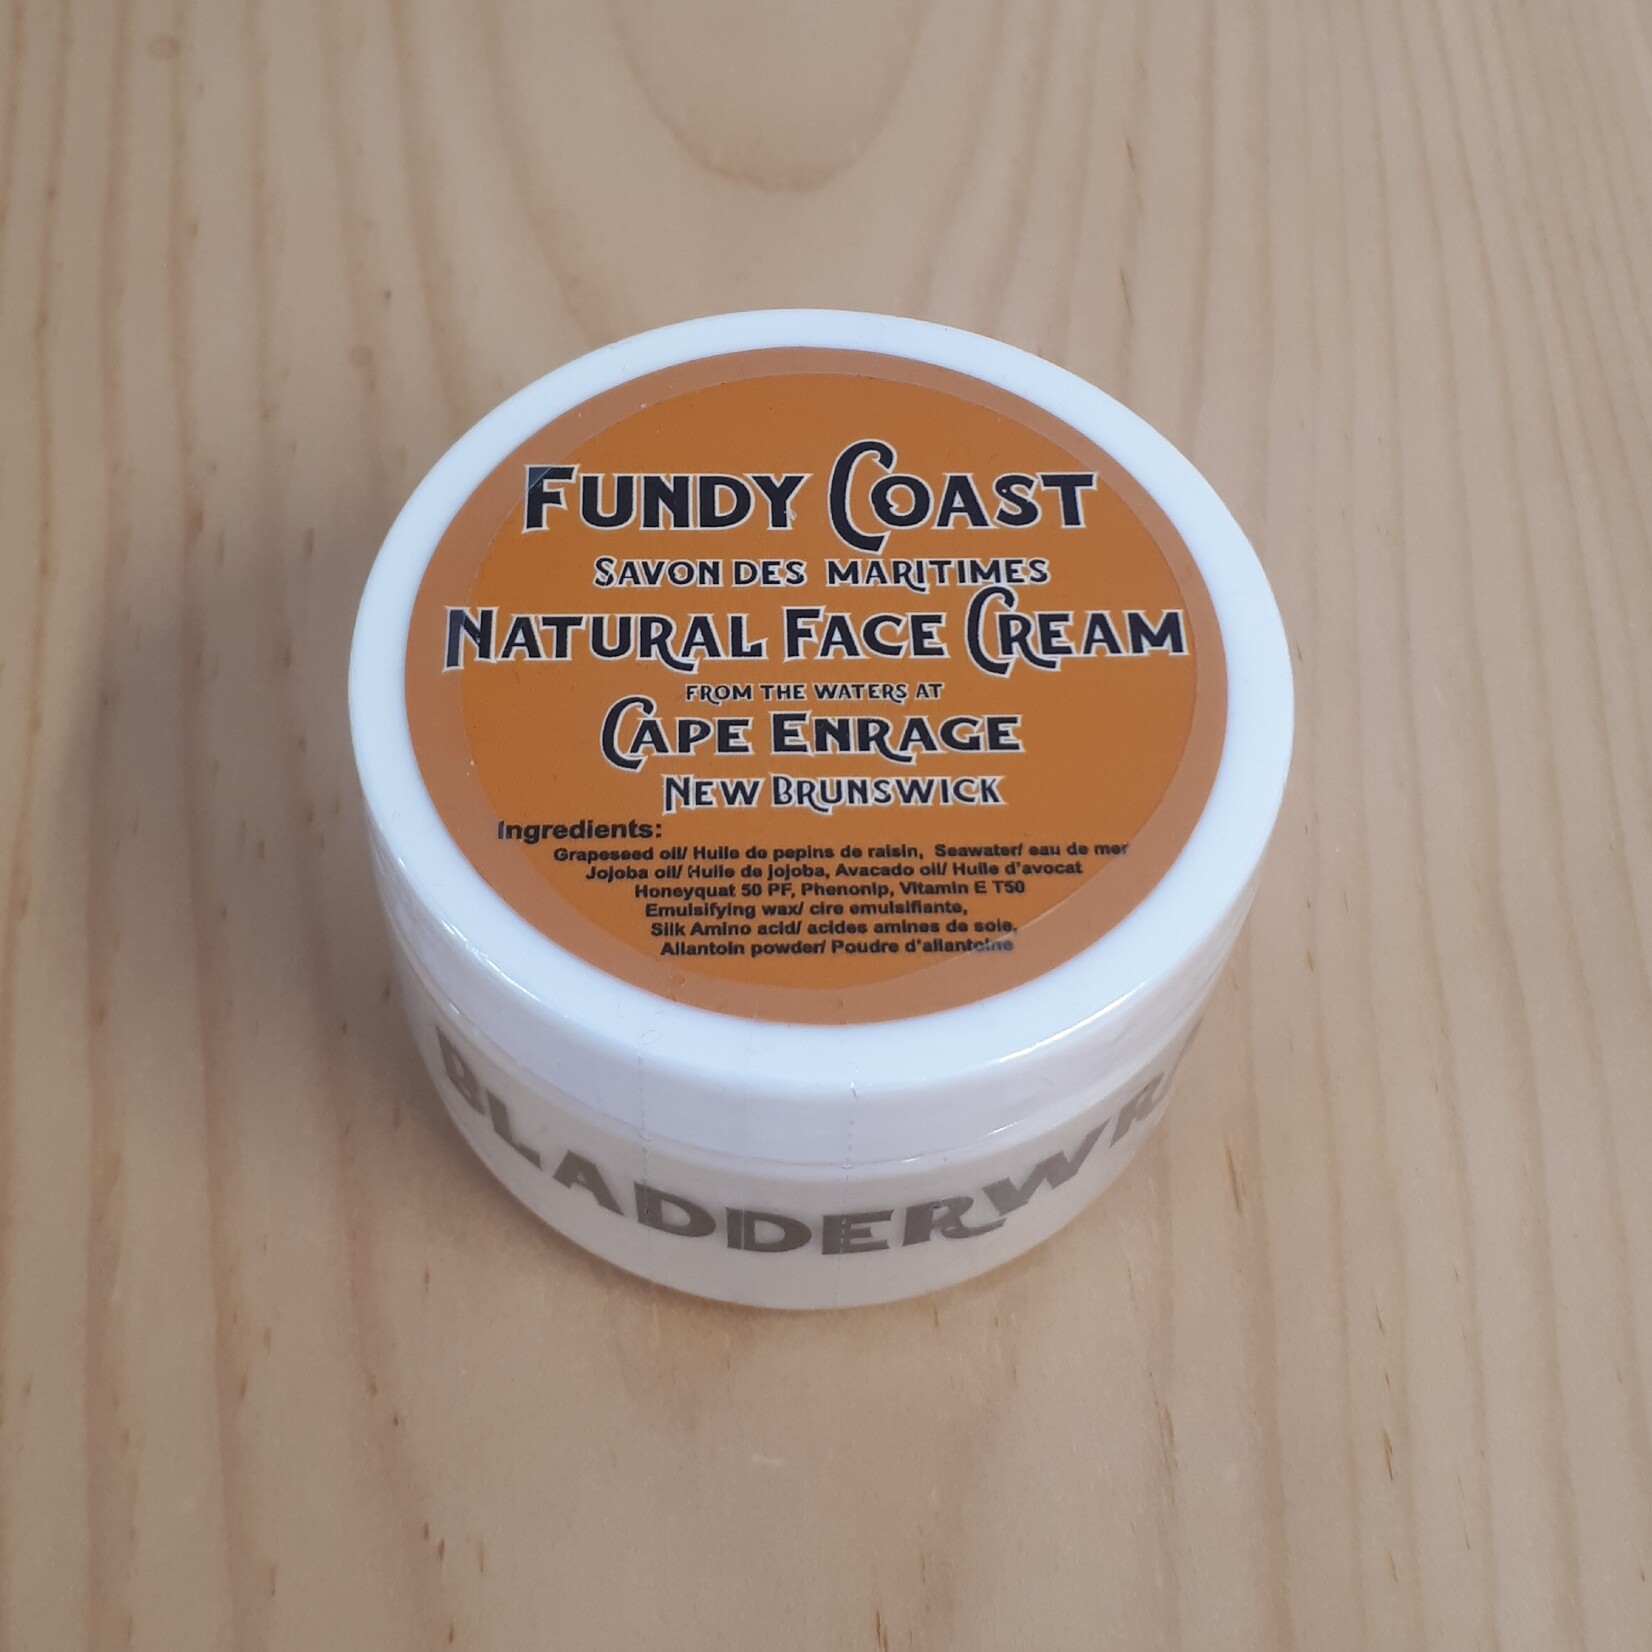 FUNDY COAST
SAVON DES MARITIMES
NATURAL FACE CREAM
FROM THE WATERS AT
CAPE ENRAGE
NEW BRUNSWICK
Ingredients:
Grapeseed oil/ Huile de pepins de raisin, Seawater/ eau de mer
Jojoba oil/ Huile de jojoba, Avacado oil/ Huile d'avocat
Honeyquat 50 PF, Phenonip, Vitamin E T50
Emulsifying wax/ cire emulsifiante,
Silk Amino acid/ acides amines de soie,
Allantoin powder/ Poudre d'allantoine